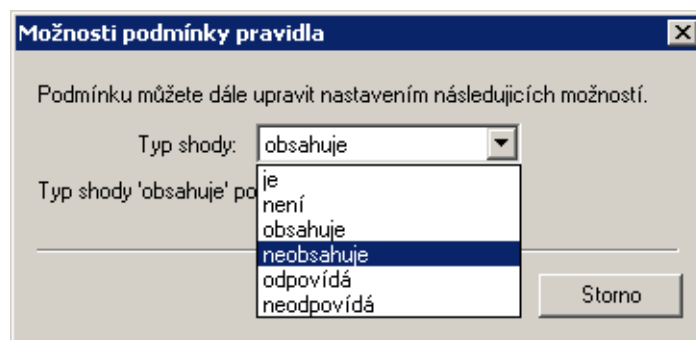 Možnosti podmínky pravidla
Podmínku můžete dále upravit nastavením následujicích možností.
Typ shody: obsahuje
je
Typ shody 'obsahuje' po
není
obsahuje
neobsahuje
odpovídá
neodpovídá
Storno